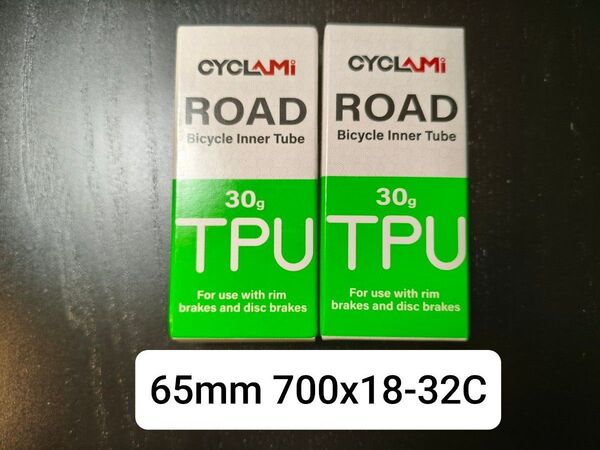 CYCLAMi
ROAD
Bicycle Inner Tube
30g
TPU
For use with rim
brakes and disc brakes
CYCLAMi
ROAD
Bicycle Inner Tube
30g
TPU
For use with rim
brakes and disc brakes
65mm 700x18-32C